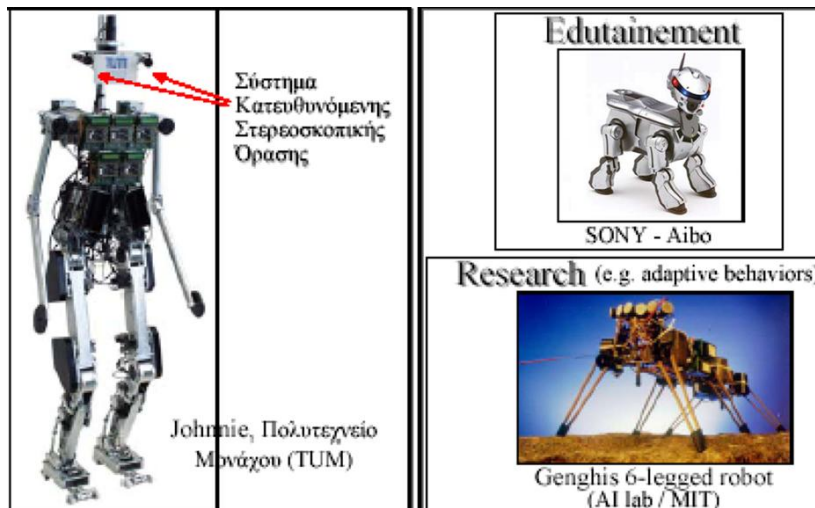 TUM
Σύστημα
Κατευθυνόμενης
Στερεοσκοπικής
Όρασης
Johnnie, Πολυτεχνείο
Μονάχου (TUM)
Edutainement
SONY - Aibo
Research (e.g. adaptive behaviors)
Genghis 6-legged robot
(AI lab / MIT)